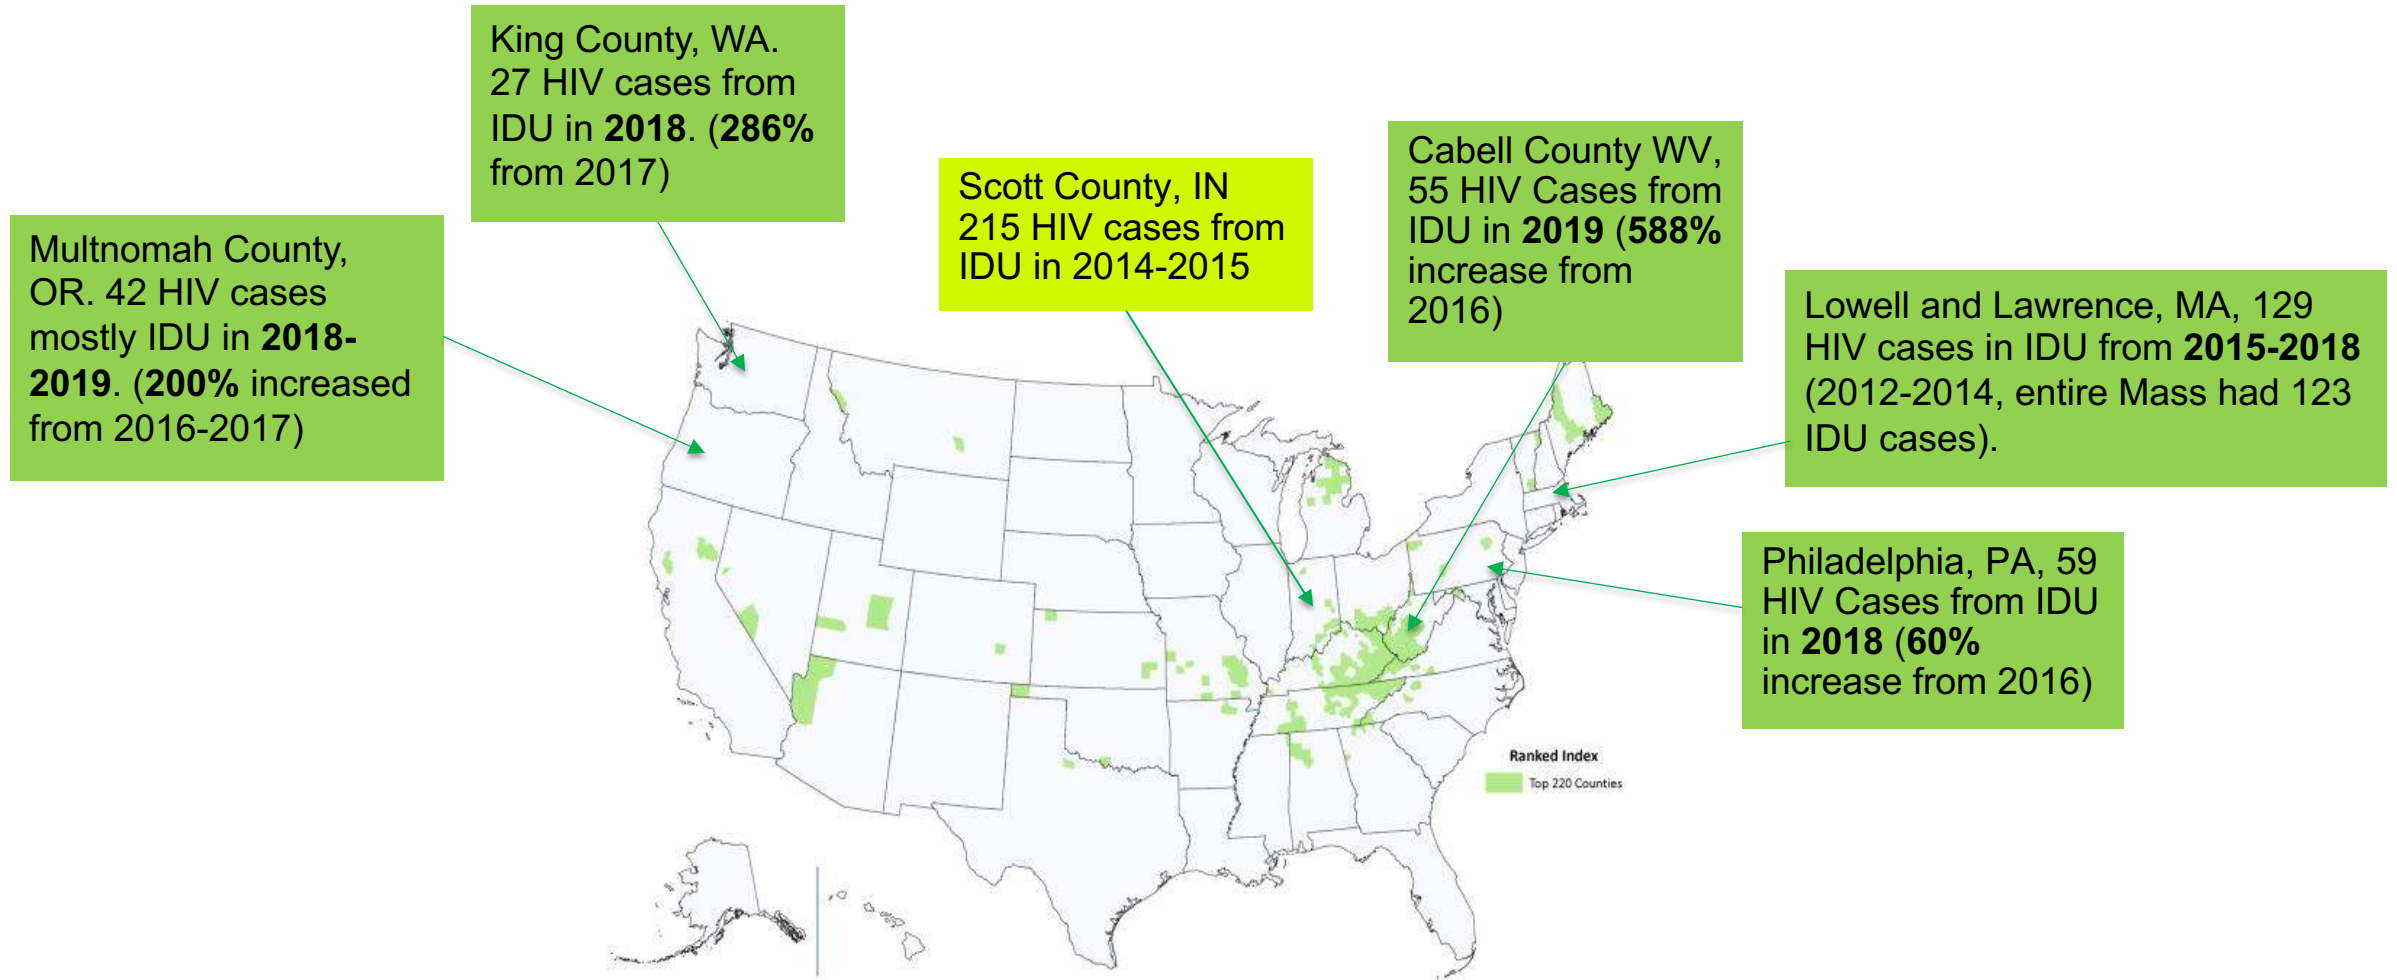 King County, WA.
27 HIV cases from
IDU in 2018. (286%
from 2017)
Multnomah County,
OR. 42 HIV cases
mostly IDU in 2018-
2019. (200% increased
from 2016-2017)
Scott County, IN
215 HIV cases from
IDU in 2014-2015
Cabell County WV,
55 HIV Cases from
IDU in 2019 (588%
increase from
2016)
Lowell and Lawrence, MA, 129
HIV cases in IDU from 2015-2018
(2012-2014, entire Mass had 123
IDU cases).
Philadelphia, PA, 59
HIV Cases from IDU
in 2018 (60%
increase from 2016)
Ranked Index
Top 220 Counties